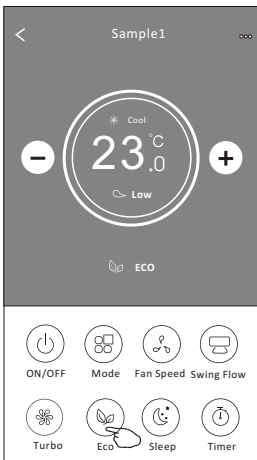 Sample1
Cool
23.0°C
Low
ECO
ON/OFF Mode Fan Speed Swing Flow
Turbo Eco Sleep Timer